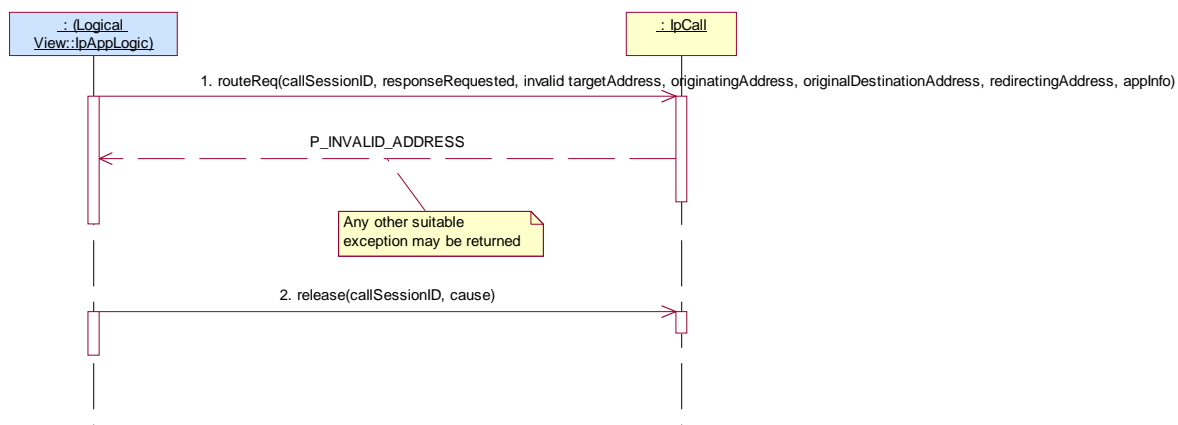 : (Logical
View::IpAppLogic)
: IpCall
1. routeReq(callSessionID, responseRequested, invalid targetAddress, originatingAddress, originalDestinationAddress, redirectingAddress, appInfo)
P_INVALID_ADDRESS
Any other suitable
exception may be returned
2. release(callSessionID, cause)